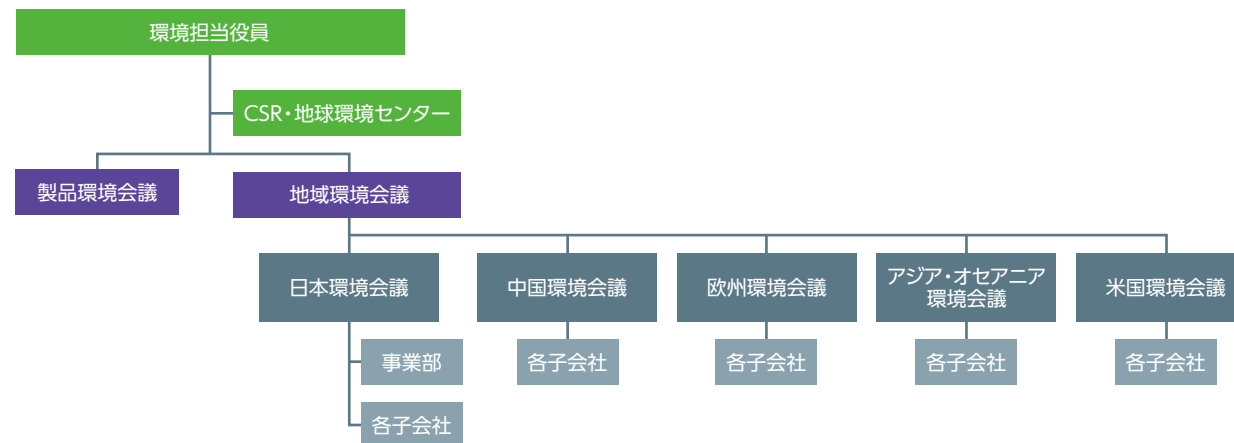 環境担当役員
CSR・地球環境センター
製品環境会議
地域環境会議
日本環境会議
中国環境会議
欧州環境会議
アジア・オセアニア
環境会議
米国環境会議
事業部
各子会社
各子会社
各子会社
各子会社
各子会社